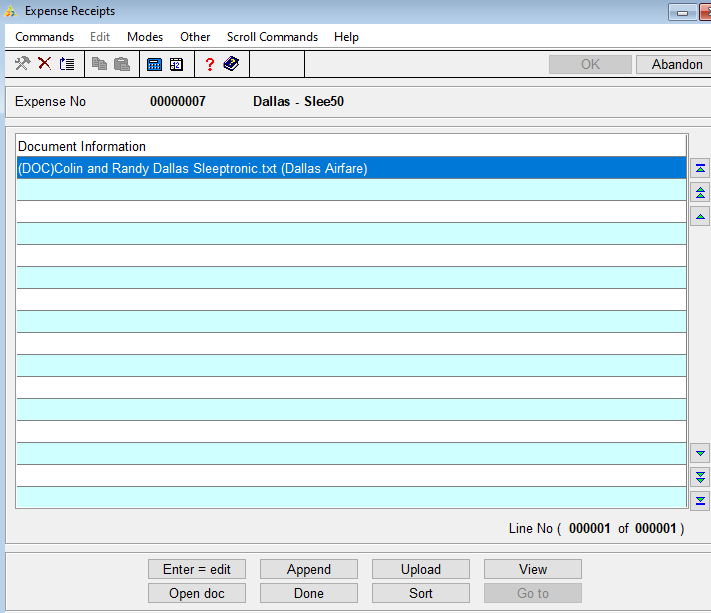 Expense Receipts
Commands Edit Modes Other Scroll Commands Help
? OK Abandon
Expense No 00000007 Dallas - Slee50
Document Information
(DOC)Colin and Randy Dallas Sleeptronic.txt (Dallas Airfare)
Line No ( 000001 of 000001 )
Enter = edit Append Upload View
Open doc Done Sort Go to